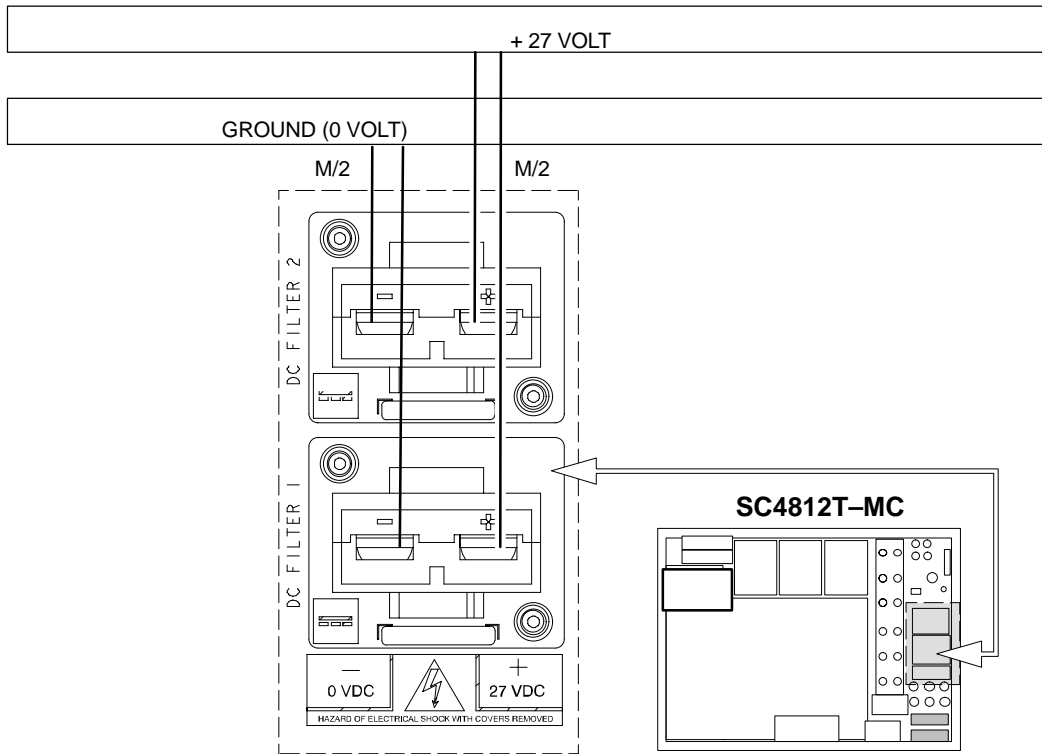 + 27 VOLT
GROUND (0 VOLT)
M/2
M/2
DC FILTER 2
−
+
DC FILTER 1
−
+
SC4812T–MC
− +
0 VDC 27 VDC
HAZARD OF ELECTRICAL SHOCK WITH COVERS REMOVED